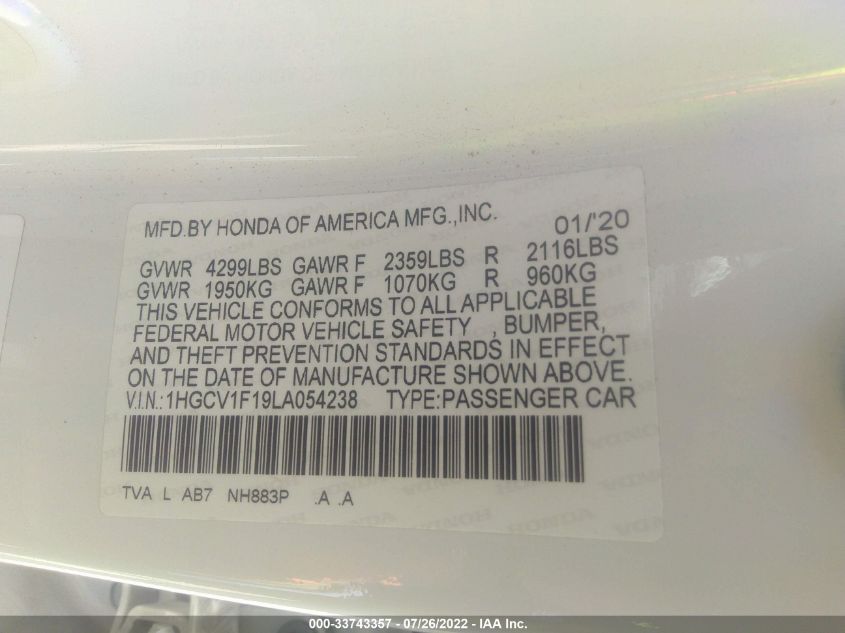 MFD.BY HONDA OF AMERICA MFG.,INC. 01/'20
GVWR 4299LBS GAWR F 2359LBS R 2116LBS
GVWR 1950KG GAWR F 1070KG R 960KG
THIS VEHICLE CONFORMS TO ALL APPLICABLE
FEDERAL MOTOR VEHICLE SAFETY , BUMPER,
AND THEFT PREVENTION STANDARDS IN EFFECT
ON THE DATE OF MANUFACTURE SHOWN ABOVE.
V.I.N.:1HGCV1F19LA054238 TYPE:PASSENGER CAR
TVA L AB7 NH883P .A .A
HONDA
000-33743357 - 07/26/2022 - IAA Inc.